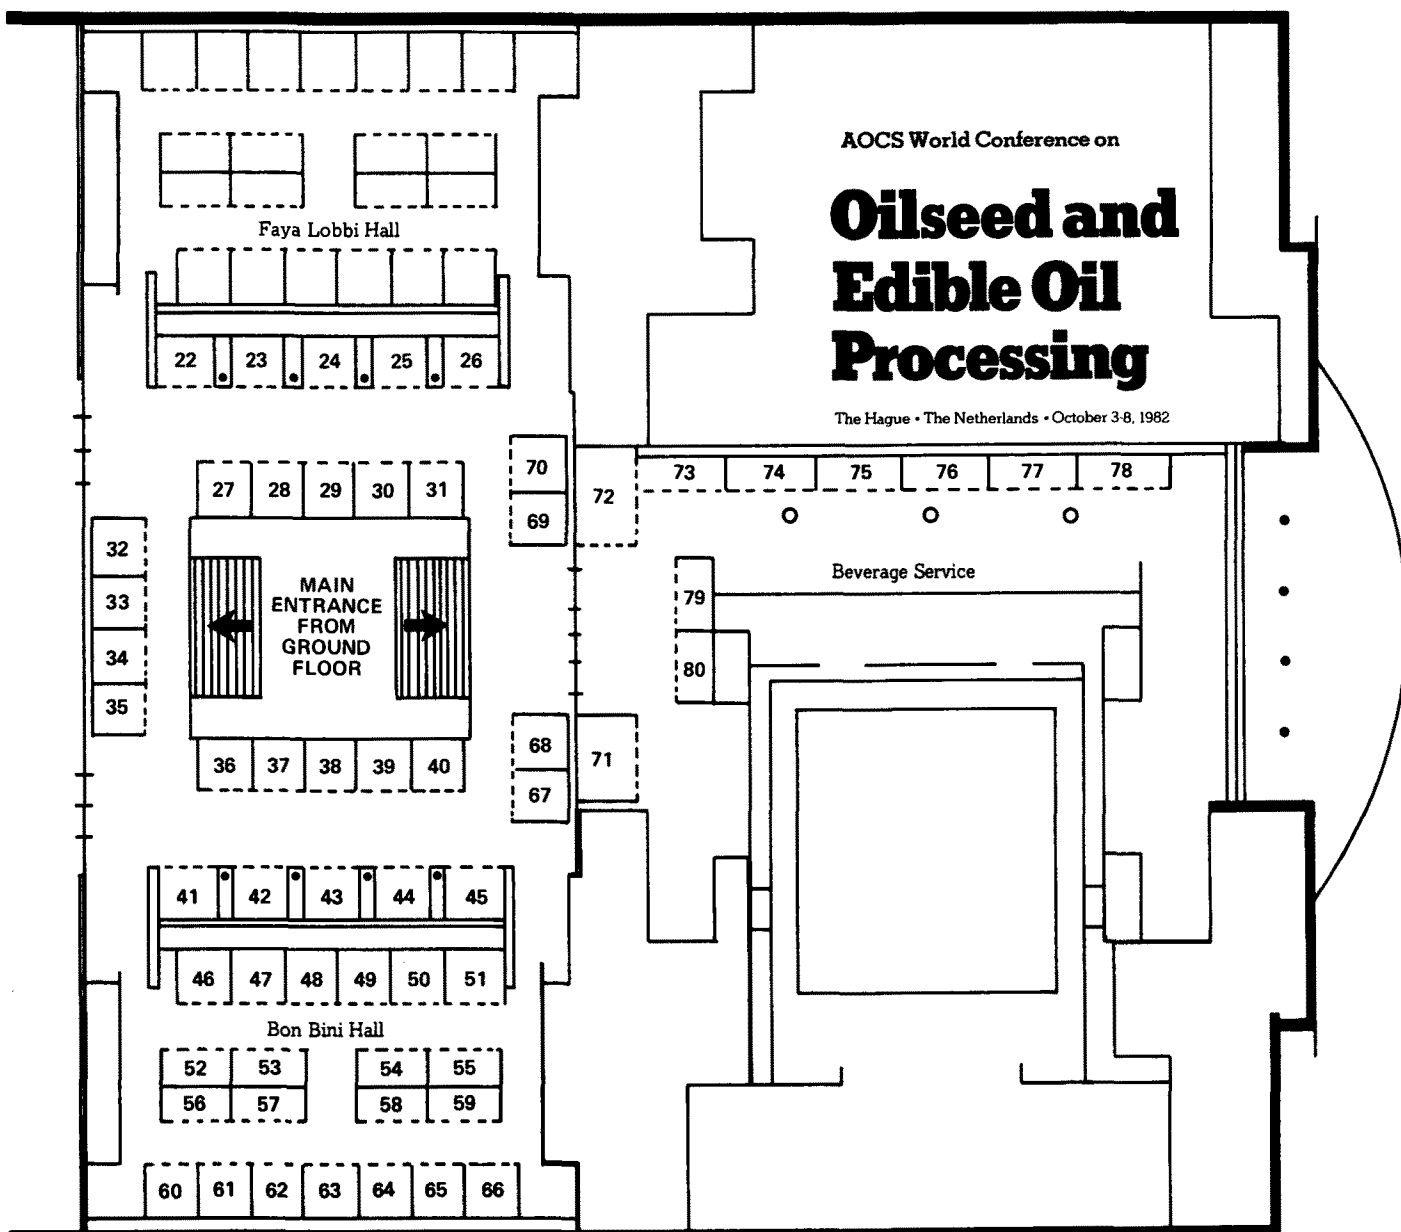 AOCS World Conference on
Oilseed and
Edible Oil
Processing
The Hague • The Netherlands • October 3-8, 1982
Faya Lobbi Hall
22 23 24 25 26
27 28 29 30 31
32
33
34
35
MAIN
ENTRANCE
FROM
GROUND
FLOOR
36 37 38 39 40
70
69
72
73 74 75 76 77 78
Beverage Service
79
80
68
67
71
41 42 43 44 45
46 47 48 49 50 51
Bon Bini Hall
52 53 54 55
56 57 58 59
60 61 62 63 64 65 66